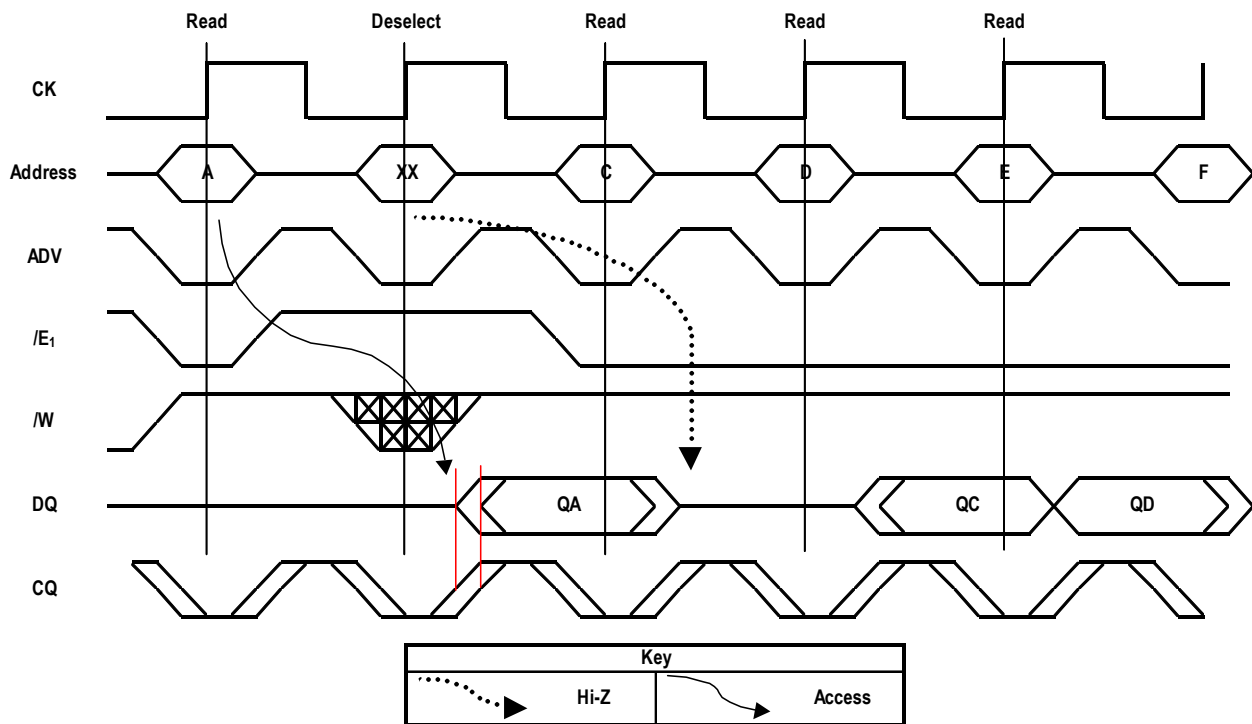 Read Deselect Read Read Read
CK
Address A XX C D E F
ADV
/E₁
/W
DQ QA QC QD
CQ
Key
Hi-Z Access